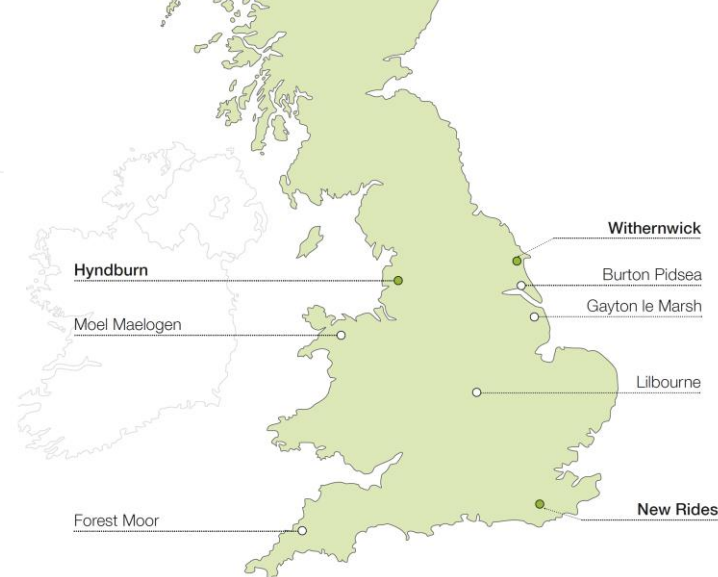 Withernwick
Hyndburn
Burton Pidsea
Gayton le Marsh
Moel Maelogen
Lilbourne
New Rides
Forest Moor